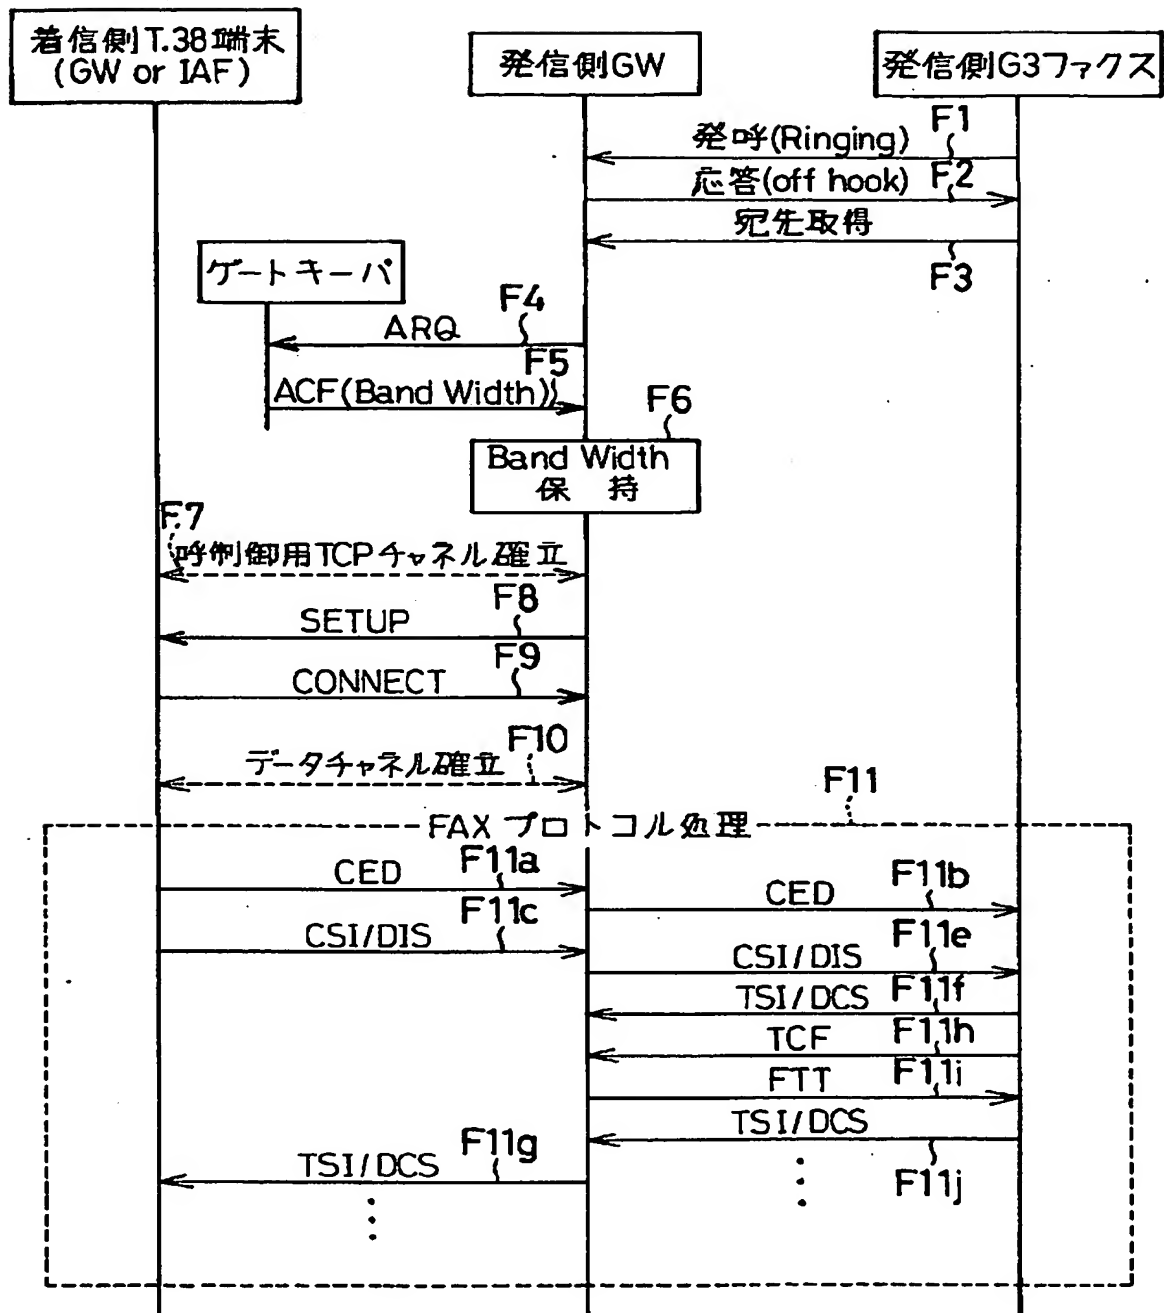 着信側T.38端末
(GW or IAF)
発信側GW
発信側G3ファクス
F1
発呼(Ringing)
F2
応答(off hook)
宛先取得
F3
ゲートキーパ
F4
ARQ
F5
ACF(Band Width)
F6
Band Width
保持
F7
呼制御用TCPチャネル確立
F8
SETUP
F9
CONNECT
F10
データチャネル確立
F11
FAXプロトコル処理
F11a
CED
F11b
CED
F11c
CSI/DIS
F11e
CSI/DIS
F11f
TSI/DCS
F11h
TCF
F11i
FTT
TSI/DCS
F11j
F11g
TSI/DCS